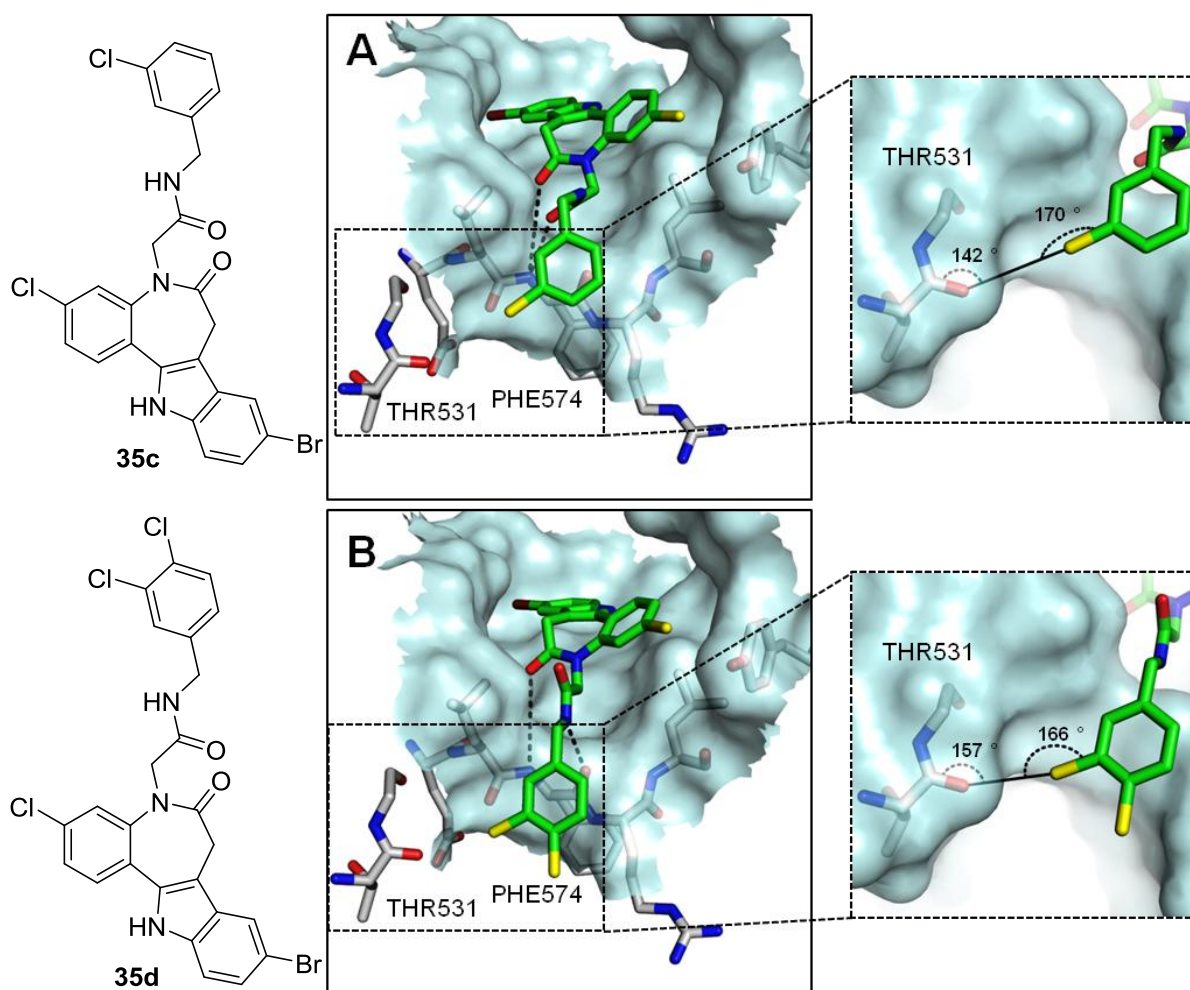 Cl
HN
O
N
O
Cl
HN
Br
35c
A
THR531
PHE574
THR531
170 °
142 °
Cl
Cl
HN
O
N
O
Cl
HN
Br
35d
B
THR531
PHE574
THR531
166 °
157 °